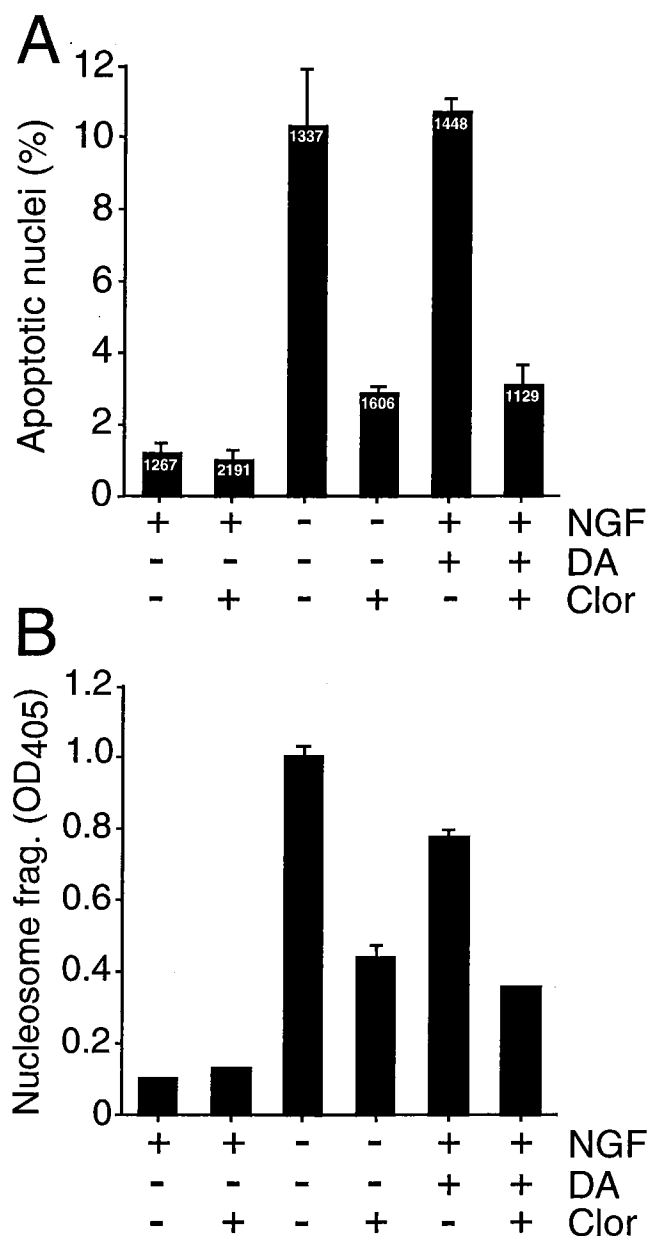 A
Apoptotic nuclei (%)
12
10
8
6
4
2
0
1267
2191
1337
1606
1448
1129
+ + - - + + NGF
- - - - + + DA
- + - + - + Clor
B
Nucleosome frag. (OD405)
1.2
1.0
0.8
0.6
0.4
0.2
0
+ + - - + + NGF
- - - - + + DA
- + - + - + Clor